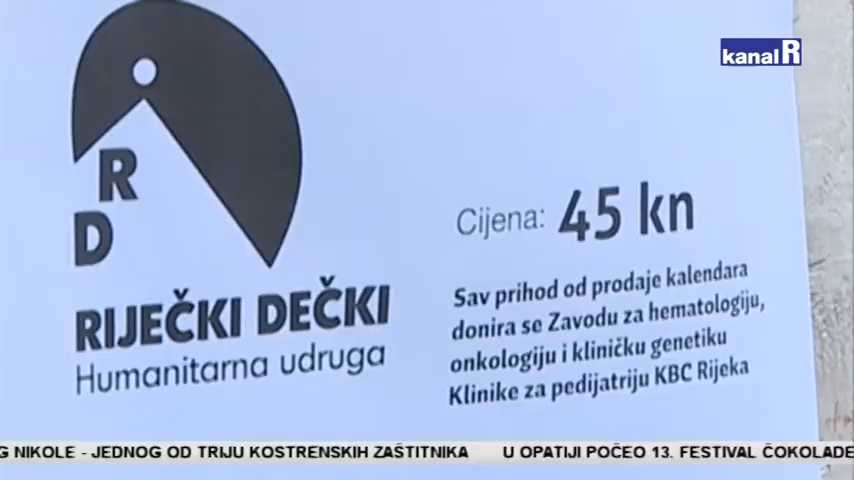 kanal R
R
D
RIJEČKI DEČKI
Humanitarna udruga
Cijena: 45 kn
Sav prihod od prodaje kalendara
donira se Zavodu za hematologiju,
onkologiju i kliničku genetiku
Klinike za pedijatriju KBC Rijeka
G NIKOLE - JEDNOG OD TRIJU KOSTRENSKIH ZAŠTITNIKA U OPATIJI POČEO 13. FESTIVAL ČOKOLADE